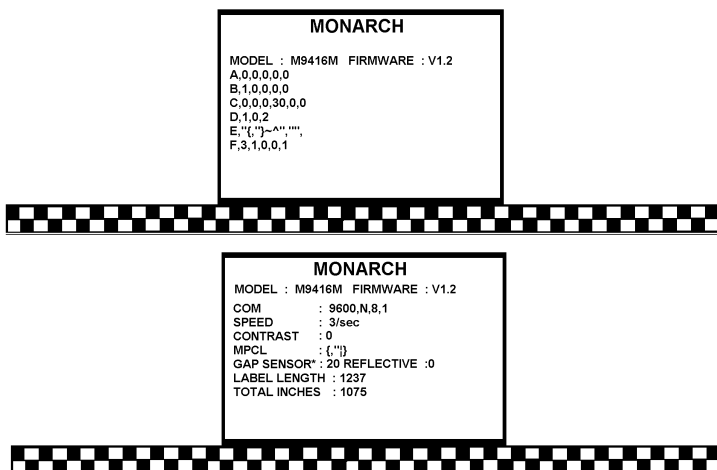 MONARCH
MODEL : M9416M FIRMWARE : V1.2
A,0,0,0,0,0
B,1,0,0,0,0
C,0,0,0,30,0,0
D,1,0,2
E,"{,"}~^","",
F,3,1,0,0,1
MONARCH
MODEL : M9416M FIRMWARE : V1.2
COM : 9600,N,8,1
SPEED : 3/sec
CONTRAST : 0
MPCL : {,"¦}
GAP SENSOR* : 20 REFLECTIVE :0
LABEL LENGTH : 1237
TOTAL INCHES : 1075